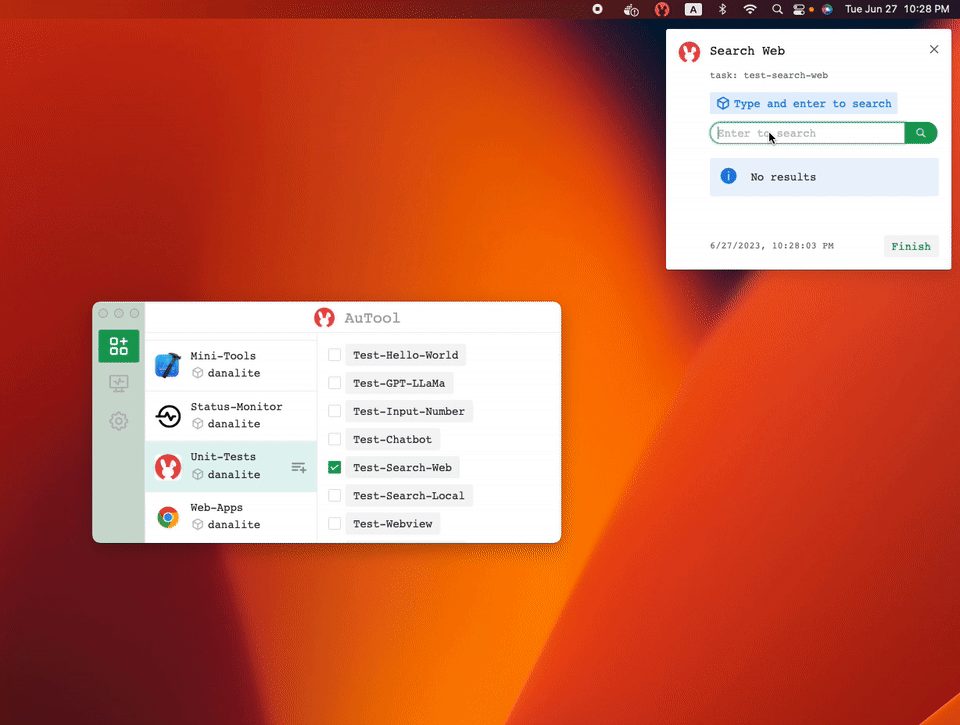 A
Tue Jun 27 10:28 PM
Search Web
task: test-search-web
Type and enter to search
Enter to search
No results
6/27/2023, 10:28:03 PM
Finish
AuTool
Mini-Tools
danalite
Status-Monitor
danalite
Unit-Tests
danalite
Web-Apps
danalite
Test-Hello-World
Test-GPT-LLaMa
Test-Input-Number
Test-Chatbot
Test-Search-Web
Test-Search-Local
Test-Webview